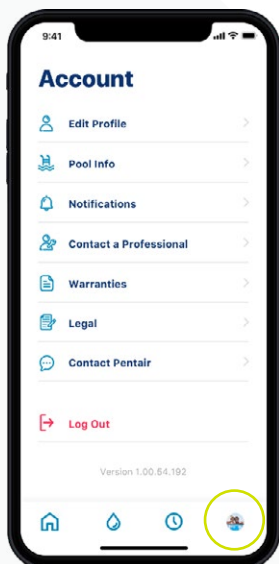 9:41
Account
Edit Profile
Pool Info
Notifications
Contact a Professional
Warranties
Legal
Contact Pentair
Log Out
Version 1.00.54.192